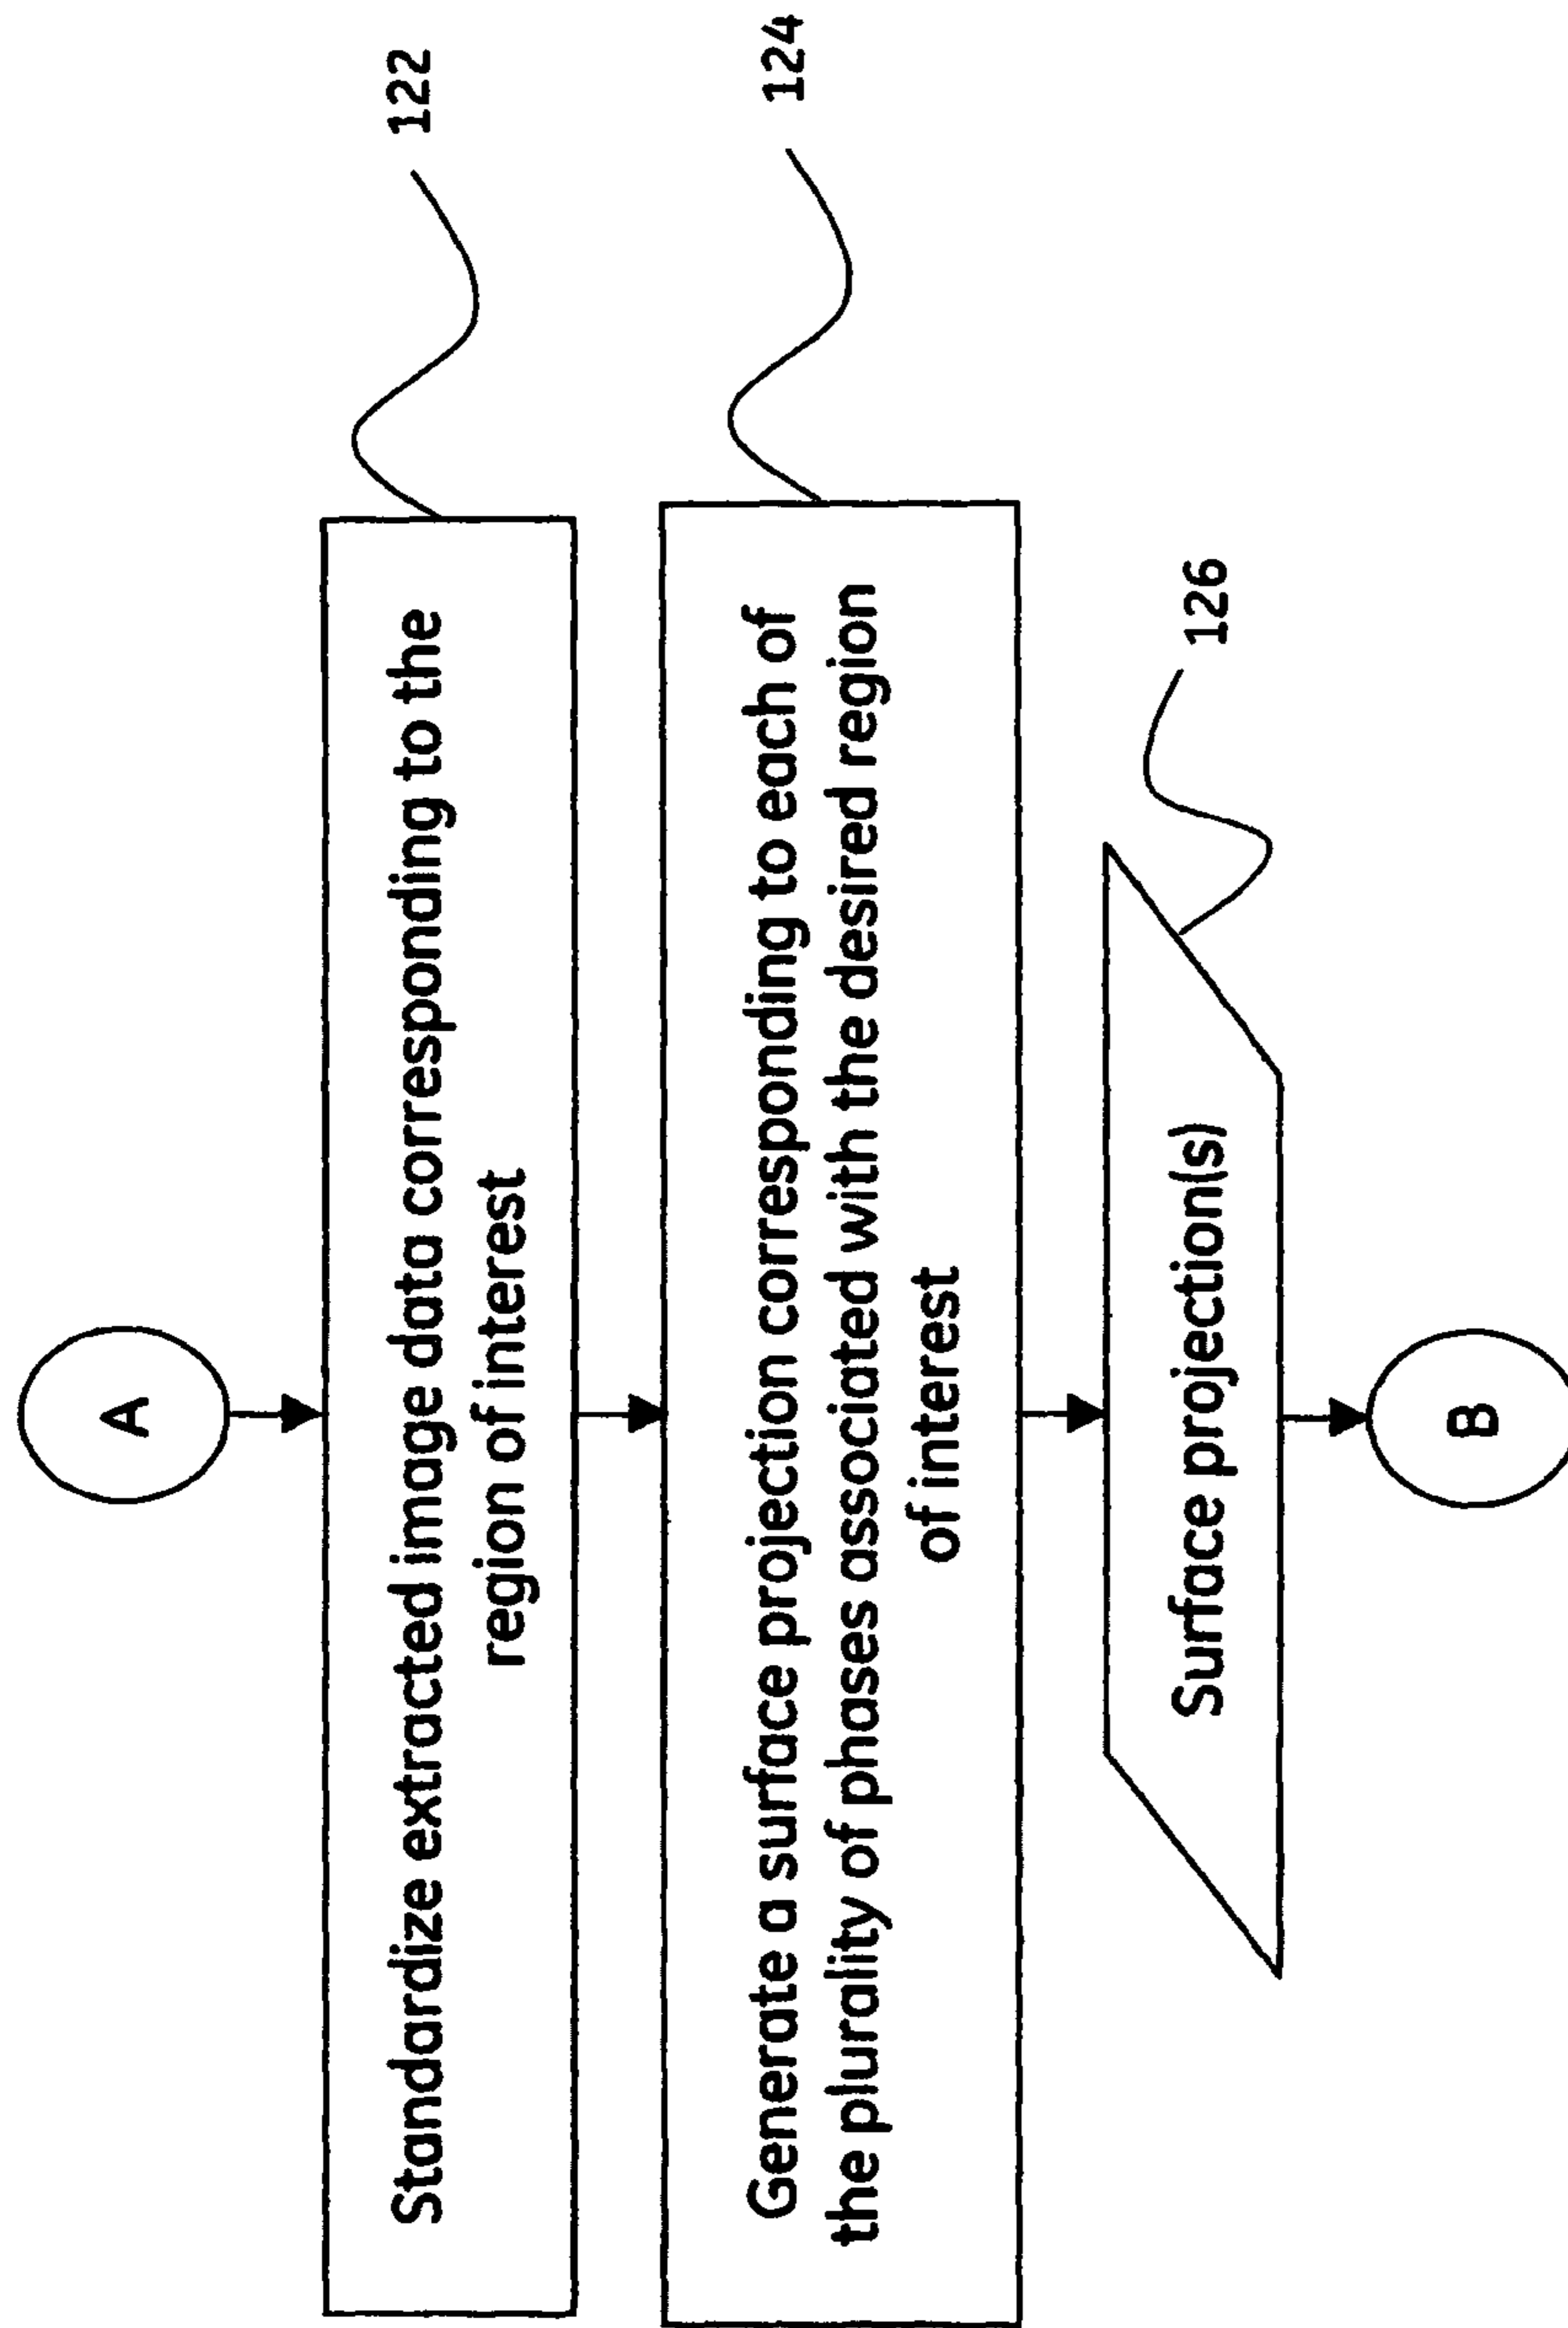 A
Standardize extracted image data corresponding to the
region of interest
122
Generate a surface projection corresponding to each of
the plurality of phases associated with the desired region
of interest
124
Surface projection(s)
126
B